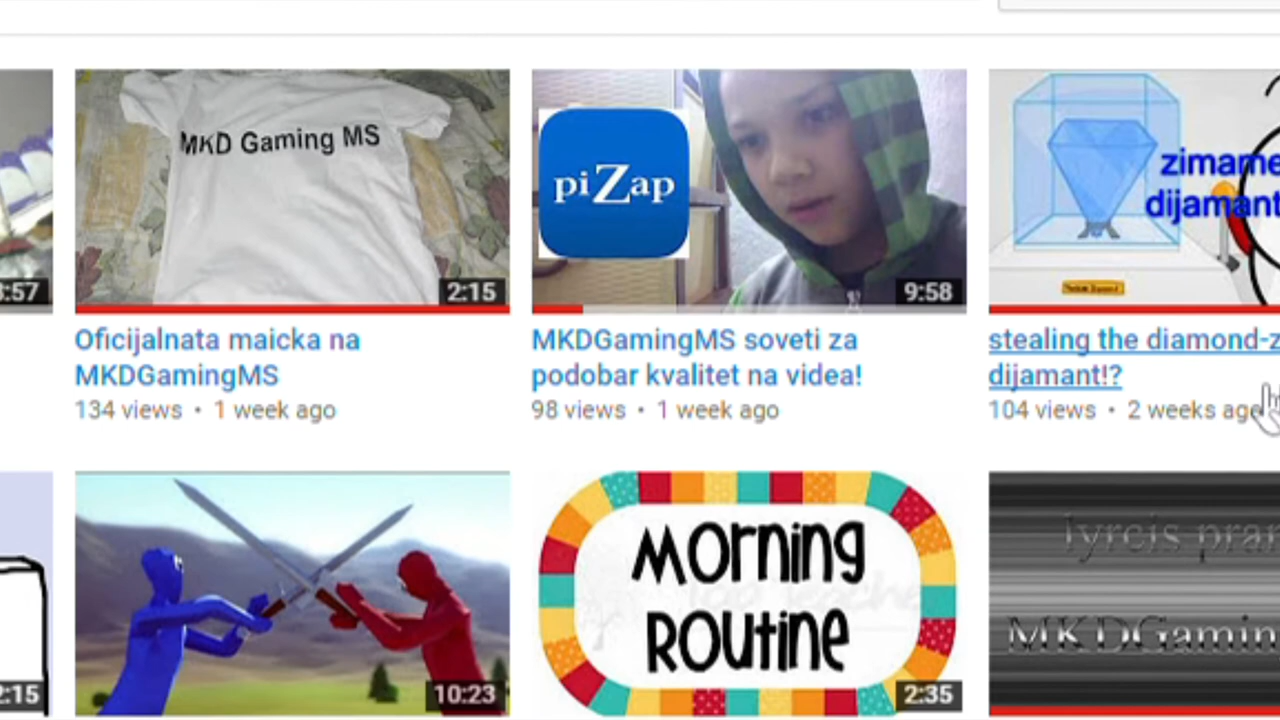 MKD Gaming MS
piZap
zimame
dijamant
:57
2:15
9:58
Oficijalnata maicka na
MKDGamingMS
134 views • 1 week ago
MKDGamingMS soveti za
podobar kvalitet na videa!
98 views • 1 week ago
stealing the diamond-z
dijamant!?
104 views • 2 weeks ago
Morning
Routine
lyrcis pran
MKDGamin
2:15
10:23
2:35